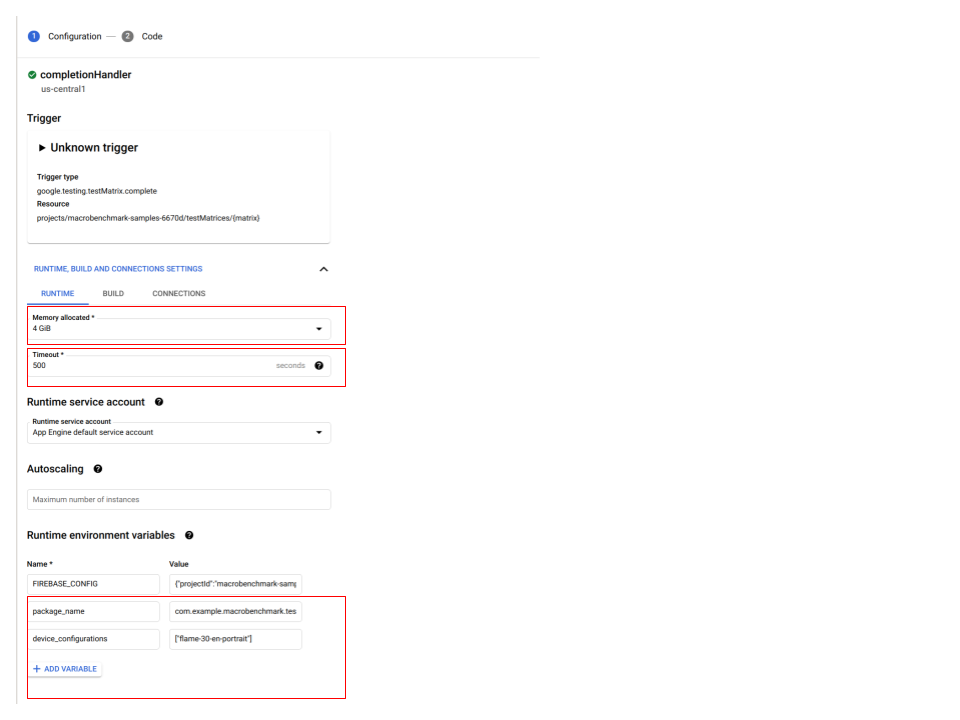 1 Configuration — 2 Code
completionHandler
us-central1
Trigger
Unknown trigger
Trigger type
google.testing.testMatrix.complete
Resource
projects/macrobenchmark-samples-6670d/testMatrices/{matrix}
RUNTIME, BUILD AND CONNECTIONS SETTINGS
RUNTIME BUILD CONNECTIONS
Memory allocated *
4 GiB
Timeout *
500 seconds ?
Runtime service account ?
Runtime service account
App Engine default service account
Autoscaling ?
Maximum number of instances
Runtime environment variables ?
Name * Value
FIREBASE_CONFIG {"projectId":"macrobenchmark-samp
package_name com.example.macrobenchmark.tes
device_configurations ["flame-30-en-portrait"]
+ ADD VARIABLE